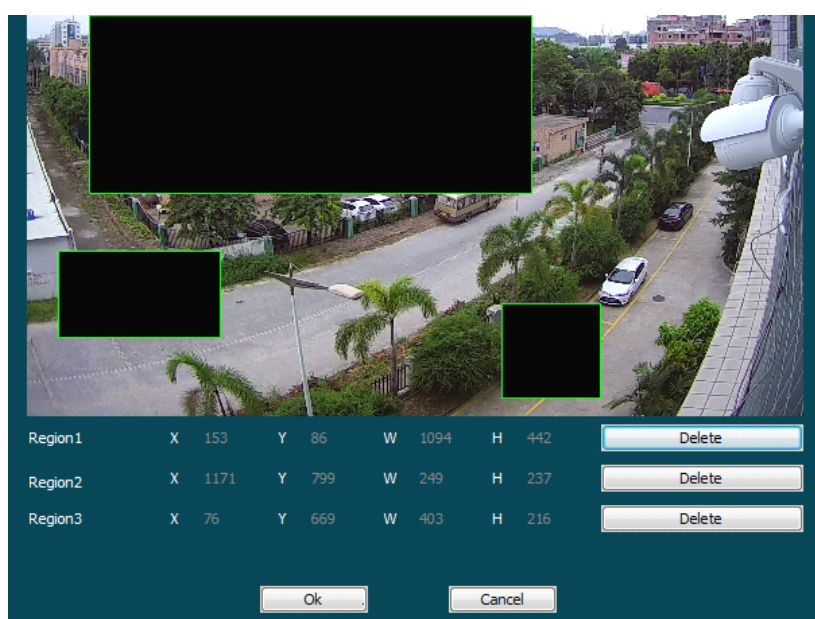 Region1 X 153 Y 86 W 1094 H 442 Delete
Region2 X 1171 Y 799 W 249 H 237 Delete
Region3 X 76 Y 669 W 403 H 216 Delete
Ok Cancel